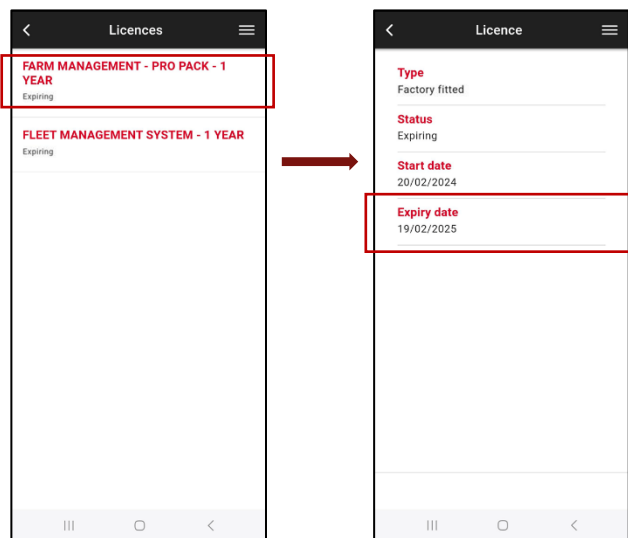 Licences
FARM MANAGEMENT - PRO PACK - 1
YEAR
Expiring
FLEET MANAGEMENT SYSTEM - 1 YEAR
Expiring
Licence
Type
Factory fitted
Status
Expiring
Start date
20/02/2024
Expiry date
19/02/2025